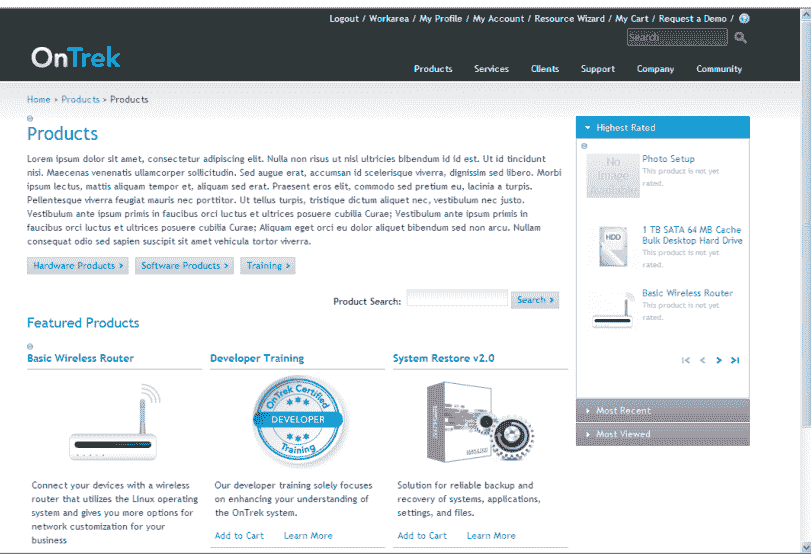 Logout / Workarea / My Profile / My Account / Resource Wizard / My Cart / Request a Demo /
Search
OnTrek
Products Services Clients Support Company Community
Home > Products > Products
Products
Lorem ipsum dolor sit amet, consectetur adipiscing elit. Nulla non risus ut nisl ultricies bibendum id id est. Ut id tincidunt
nisl. Maecenas venenatis ullamcorper sollicitudin. Sed augue erat, accumsan id scelerisque viverra, dignissim sed libero. Morbi
ipsum lectus, mattis aliquam tempor et, aliquam sed erat. Praesent eros elit, commodo sed pretium eu, lacinia a turpis.
Pellentesque viverra feugiat mauris nec porttitor. Ut tellus turpis, tristique dictum aliquet nec, vestibulum nec justo.
Vestibulum ante ipsum primis in faucibus orci luctus et ultrices posuere cubilia Curae; Vestibulum ante ipsum primis in
faucibus orci luctus et ultrices posuere cubilia Curae; Aliquam eget orci eu dolor aliquet bibendum sed non arcu. Nullam
consequat odio sed sapien suscipit sit amet vehicula tortor viverra.
Hardware Products > Software Products > Training >
Product Search: Search >
Featured Products
Basic Wireless Router
Connect your devices with a wireless
router that utilizes the Linux operating
system and gives you more options for
network customization for your
business
Developer Training
OnTrek Certified
DEVELOPER
Training
Our developer training solely focuses
on enhancing your understanding of
the OnTrek system.
Add to Cart Learn More
System Restore v2.0
Solution for reliable backup and
recovery of systems, applications,
settings, and files.
Add to Cart Learn More
Highest Rated
No
Image
Available
Photo Setup
This product is not yet
rated.
HDD
1 TB SATA 64 MB Cache
Bulk Desktop Hard Drive
This product is not yet
rated.
Basic Wireless Router
This product is not yet
rated.
Most Recent
Most Viewed